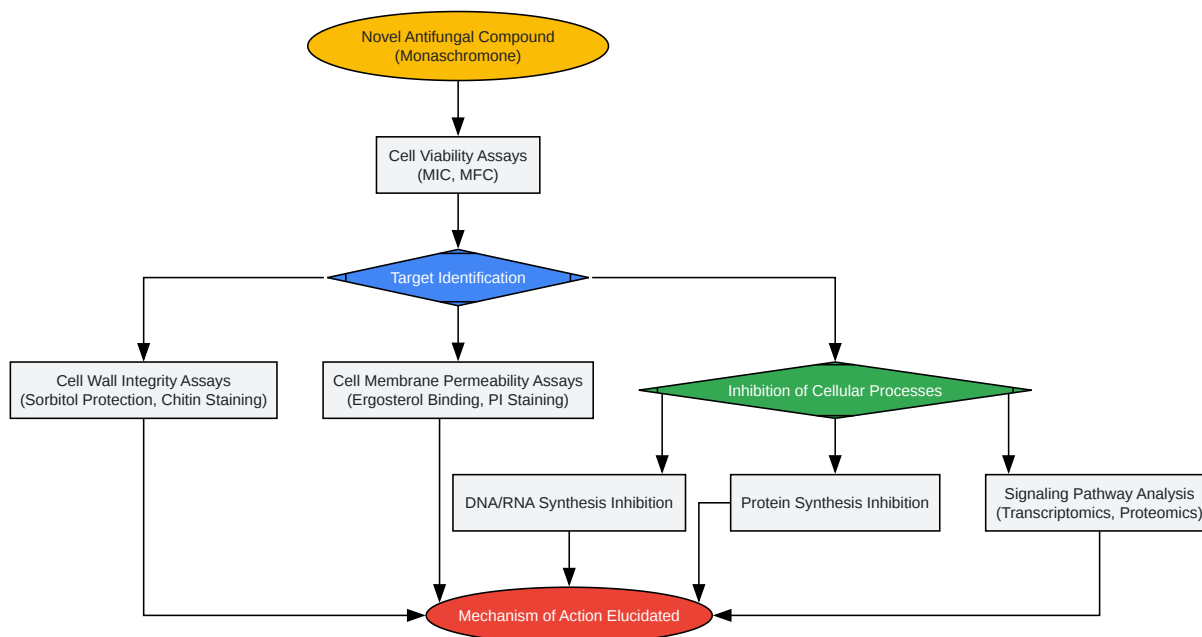 Novel Antifungal Compound
(Monaschromone)
Cell Viability Assays
(MIC, MFC)
Target Identification
Cell Wall Integrity Assays
(Sorbitol Protection, Chitin Staining)
Cell Membrane Permeability Assays
(Ergosterol Binding, PI Staining)
Inhibition of Cellular Processes
DNA/RNA Synthesis Inhibition
Protein Synthesis Inhibition
Signaling Pathway Analysis
(Transcriptomics, Proteomics)
Mechanism of Action Elucidated